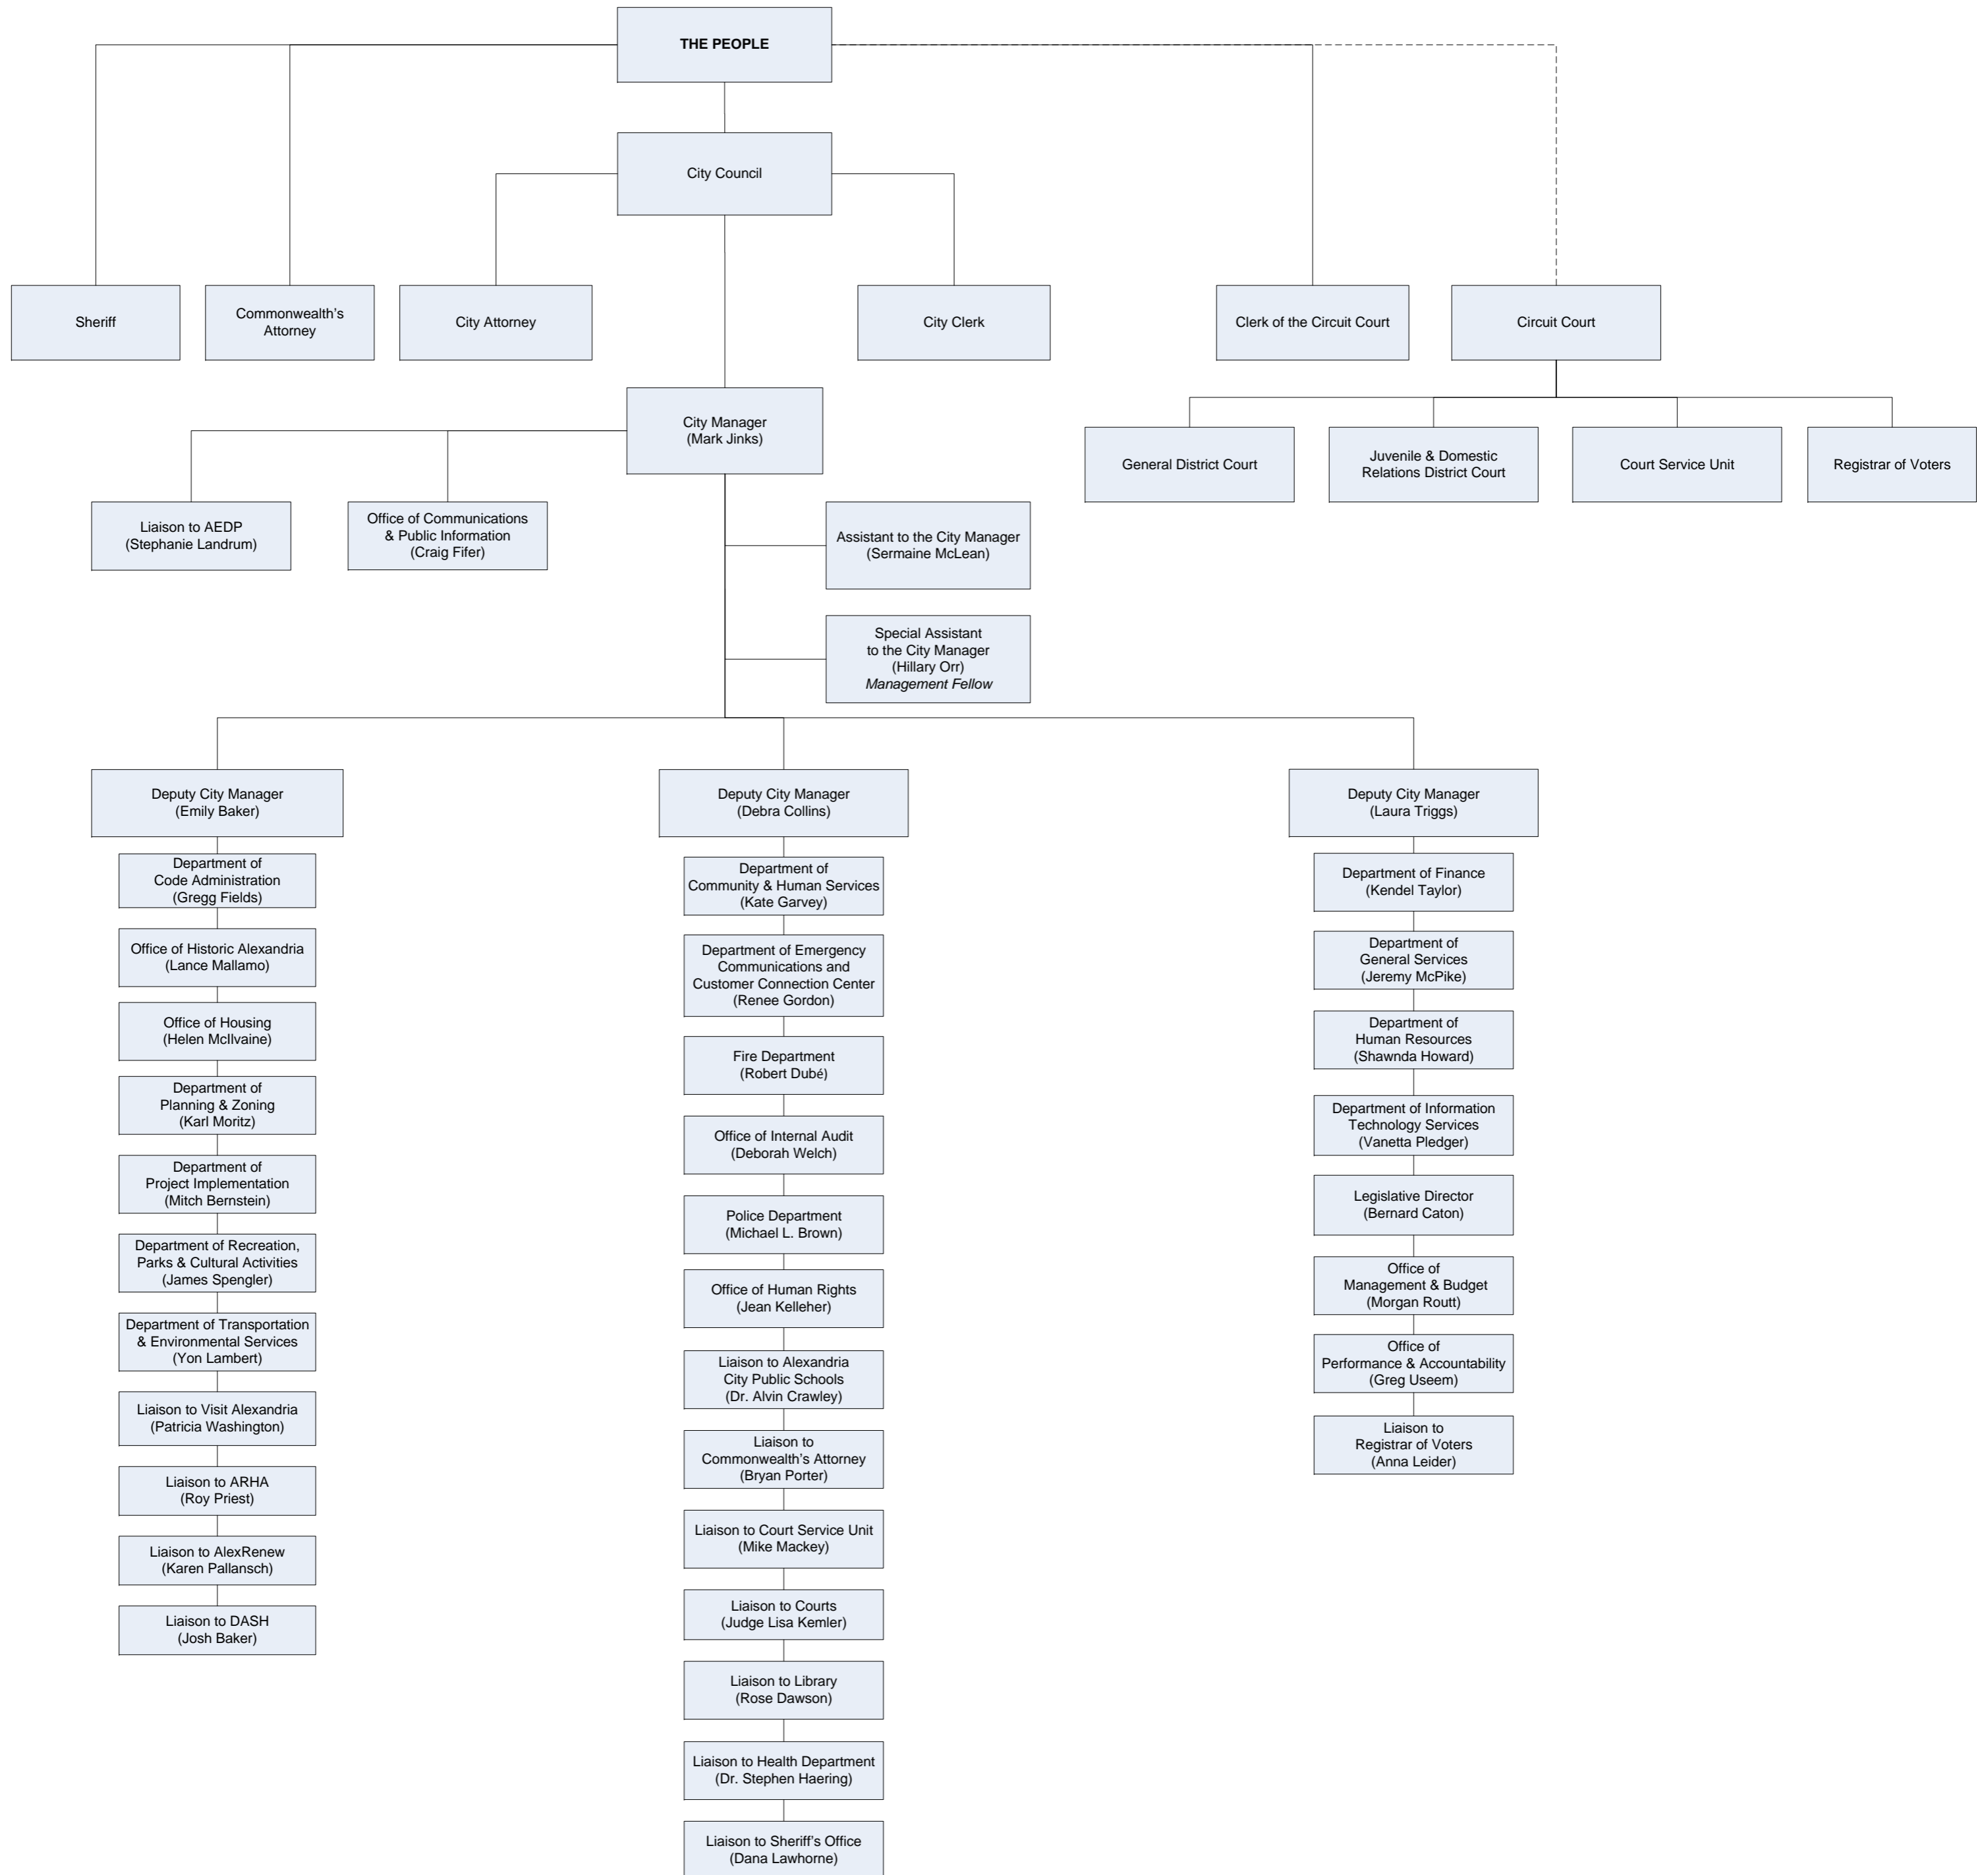 THE PEOPLE
City Council
Sheriff
Commonwealth's
Attorney
City Attorney
City Clerk
Clerk of the Circuit Court
Circuit Court
City Manager
(Mark Jinks)
General District Court
Juvenile & Domestic
Relations District Court
Court Service Unit
Registrar of Voters
Liaison to AEDP
(Stephanie Landrum)
Office of Communications
& Public Information
(Craig Fifer)
Assistant to the City Manager
(Sermaine McLean)
Special Assistant
to the City Manager
(Hillary Orr)
Management Fellow
Deputy City Manager
(Emily Baker)
Department of
Code Administration
(Gregg Fields)
Office of Historic Alexandria
(Lance Mallamo)
Office of Housing
(Helen McIlvaine)
Department of
Planning & Zoning
(Karl Moritz)
Department of
Project Implementation
(Mitch Bernstein)
Department of Recreation,
Parks & Cultural Activities
(James Spengler)
Department of Transportation
& Environmental Services
(Yon Lambert)
Liaison to Visit Alexandria
(Patricia Washington)
Liaison to ARHA
(Roy Priest)
Liaison to AlexRenew
(Karen Pallansch)
Liaison to DASH
(Josh Baker)
Deputy City Manager
(Debra Collins)
Department of
Community & Human Services
(Kate Garvey)
Department of Emergency
Communications and
Customer Connection Center
(Renee Gordon)
Fire Department
(Robert Dubé)
Office of Internal Audit
(Deborah Welch)
Police Department
(Michael L. Brown)
Office of Human Rights
(Jean Kelleher)
Liaison to Alexandria
City Public Schools
(Dr. Alvin Crawley)
Liaison to
Commonwealth's Attorney
(Bryan Porter)
Liaison to Court Service Unit
(Mike Mackey)
Liaison to Courts
(Judge Lisa Kemler)
Liaison to Library
(Rose Dawson)
Liaison to Health Department
(Dr. Stephen Haering)
Liaison to Sheriff's Office
(Dana Lawhorne)
Deputy City Manager
(Laura Triggs)
Department of Finance
(Kendel Taylor)
Department of
General Services
(Jeremy McPike)
Department of
Human Resources
(Shawnda Howard)
Department of Information
Technology Services
(Vanetta Pledger)
Legislative Director
(Bernard Caton)
Office of
Management & Budget
(Morgan Routt)
Office of
Performance & Accountability
(Greg Useem)
Liaison to
Registrar of Voters
(Anna Leider)